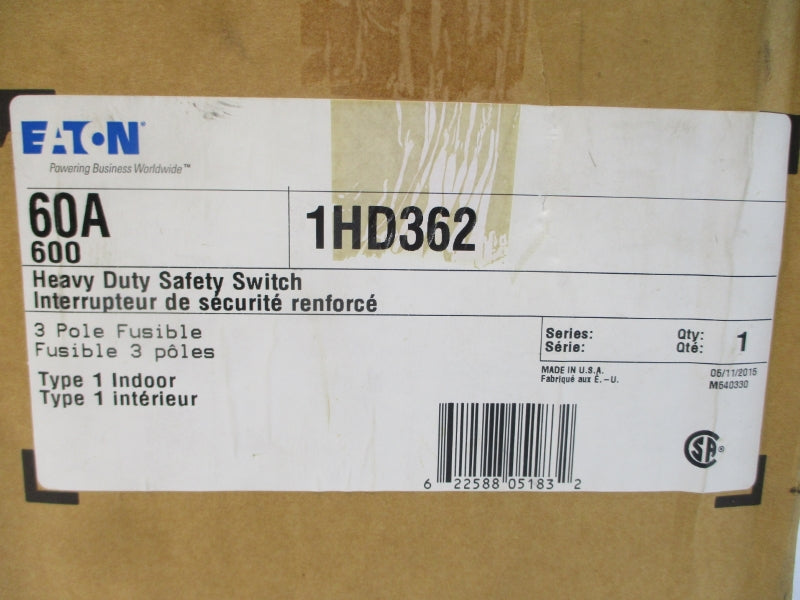 EATON®
Powering Business Worldwide™
60A
600
1HD362
Heavy Duty Safety Switch
Interrupteur de sécurité renforcé
3 Pole Fusible
Fusible 3 pôles
Type 1 Indoor
Type 1 intérieur
Series:
Série:
Qty:
Qté:
1
MADE IN U.S.A.
Fabriqué aux É.-U.
05/11/2015
M640330
6 22588 05183 2
SA®